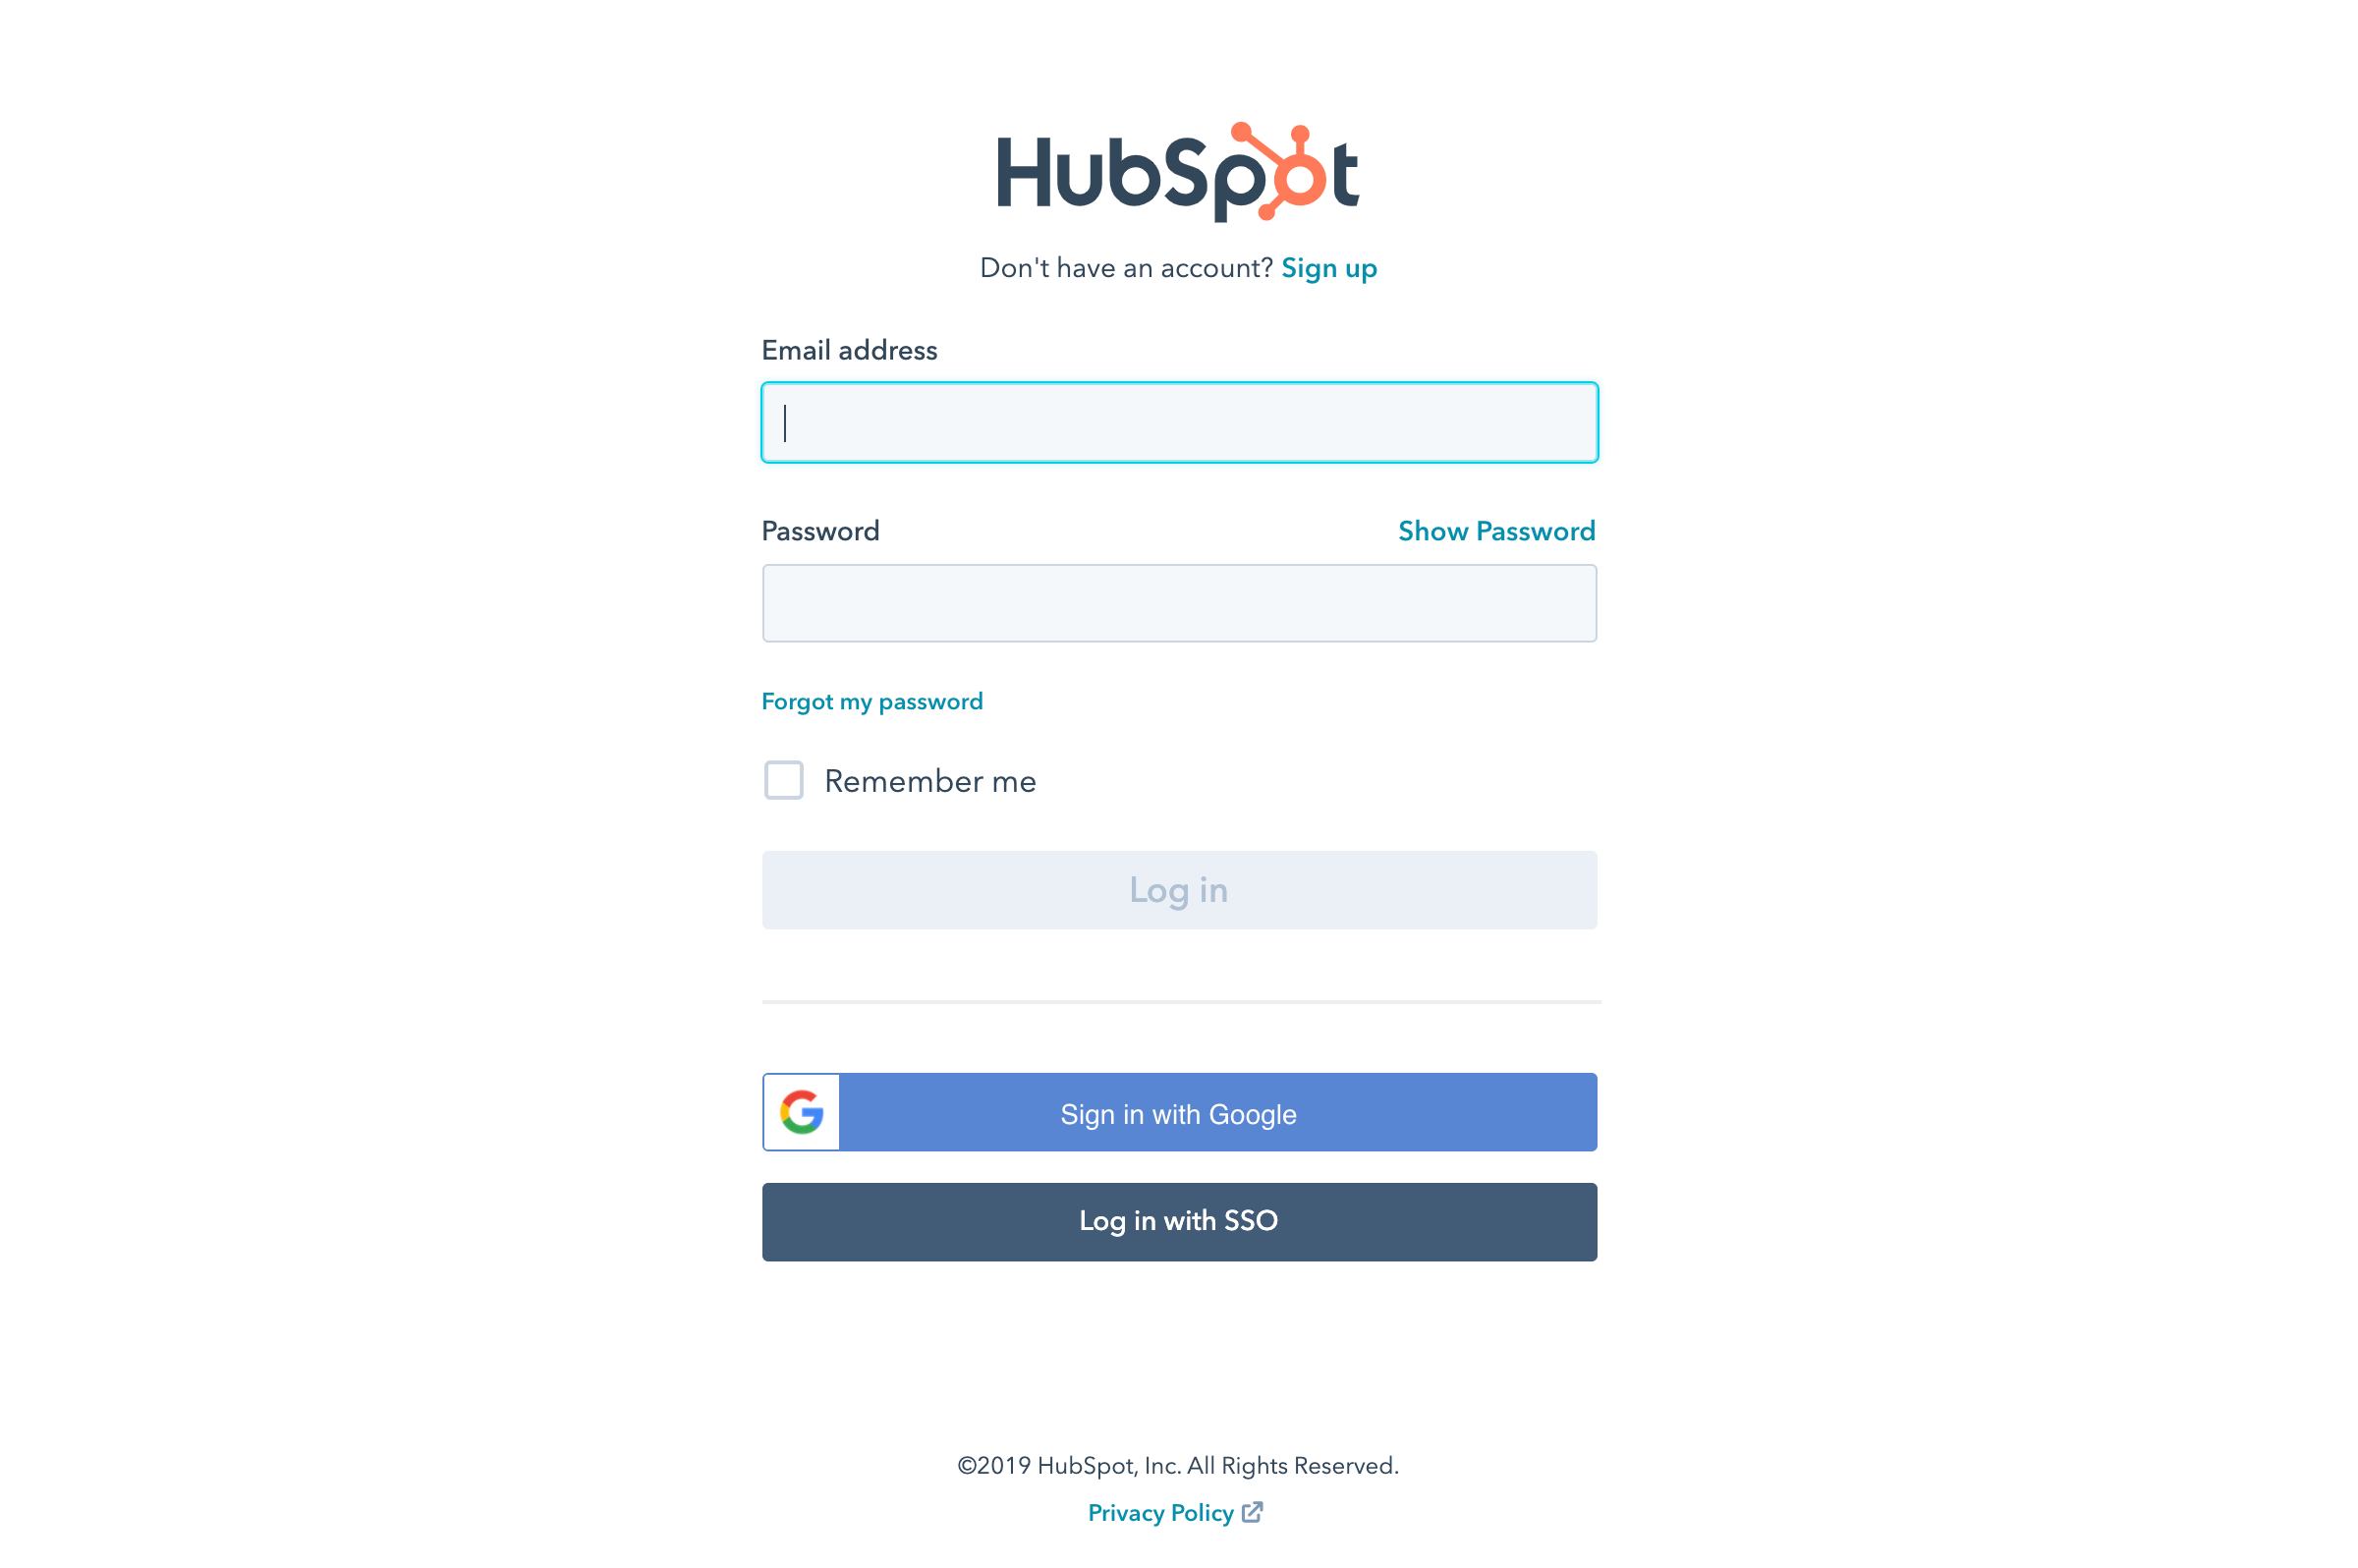 HubSpot
Don't have an account? Sign up
Email address
Password Show Password
Forgot my password
Remember me
Log in
Sign in with Google
Log in with SSO
©2019 HubSpot, Inc. All Rights Reserved.
Privacy Policy